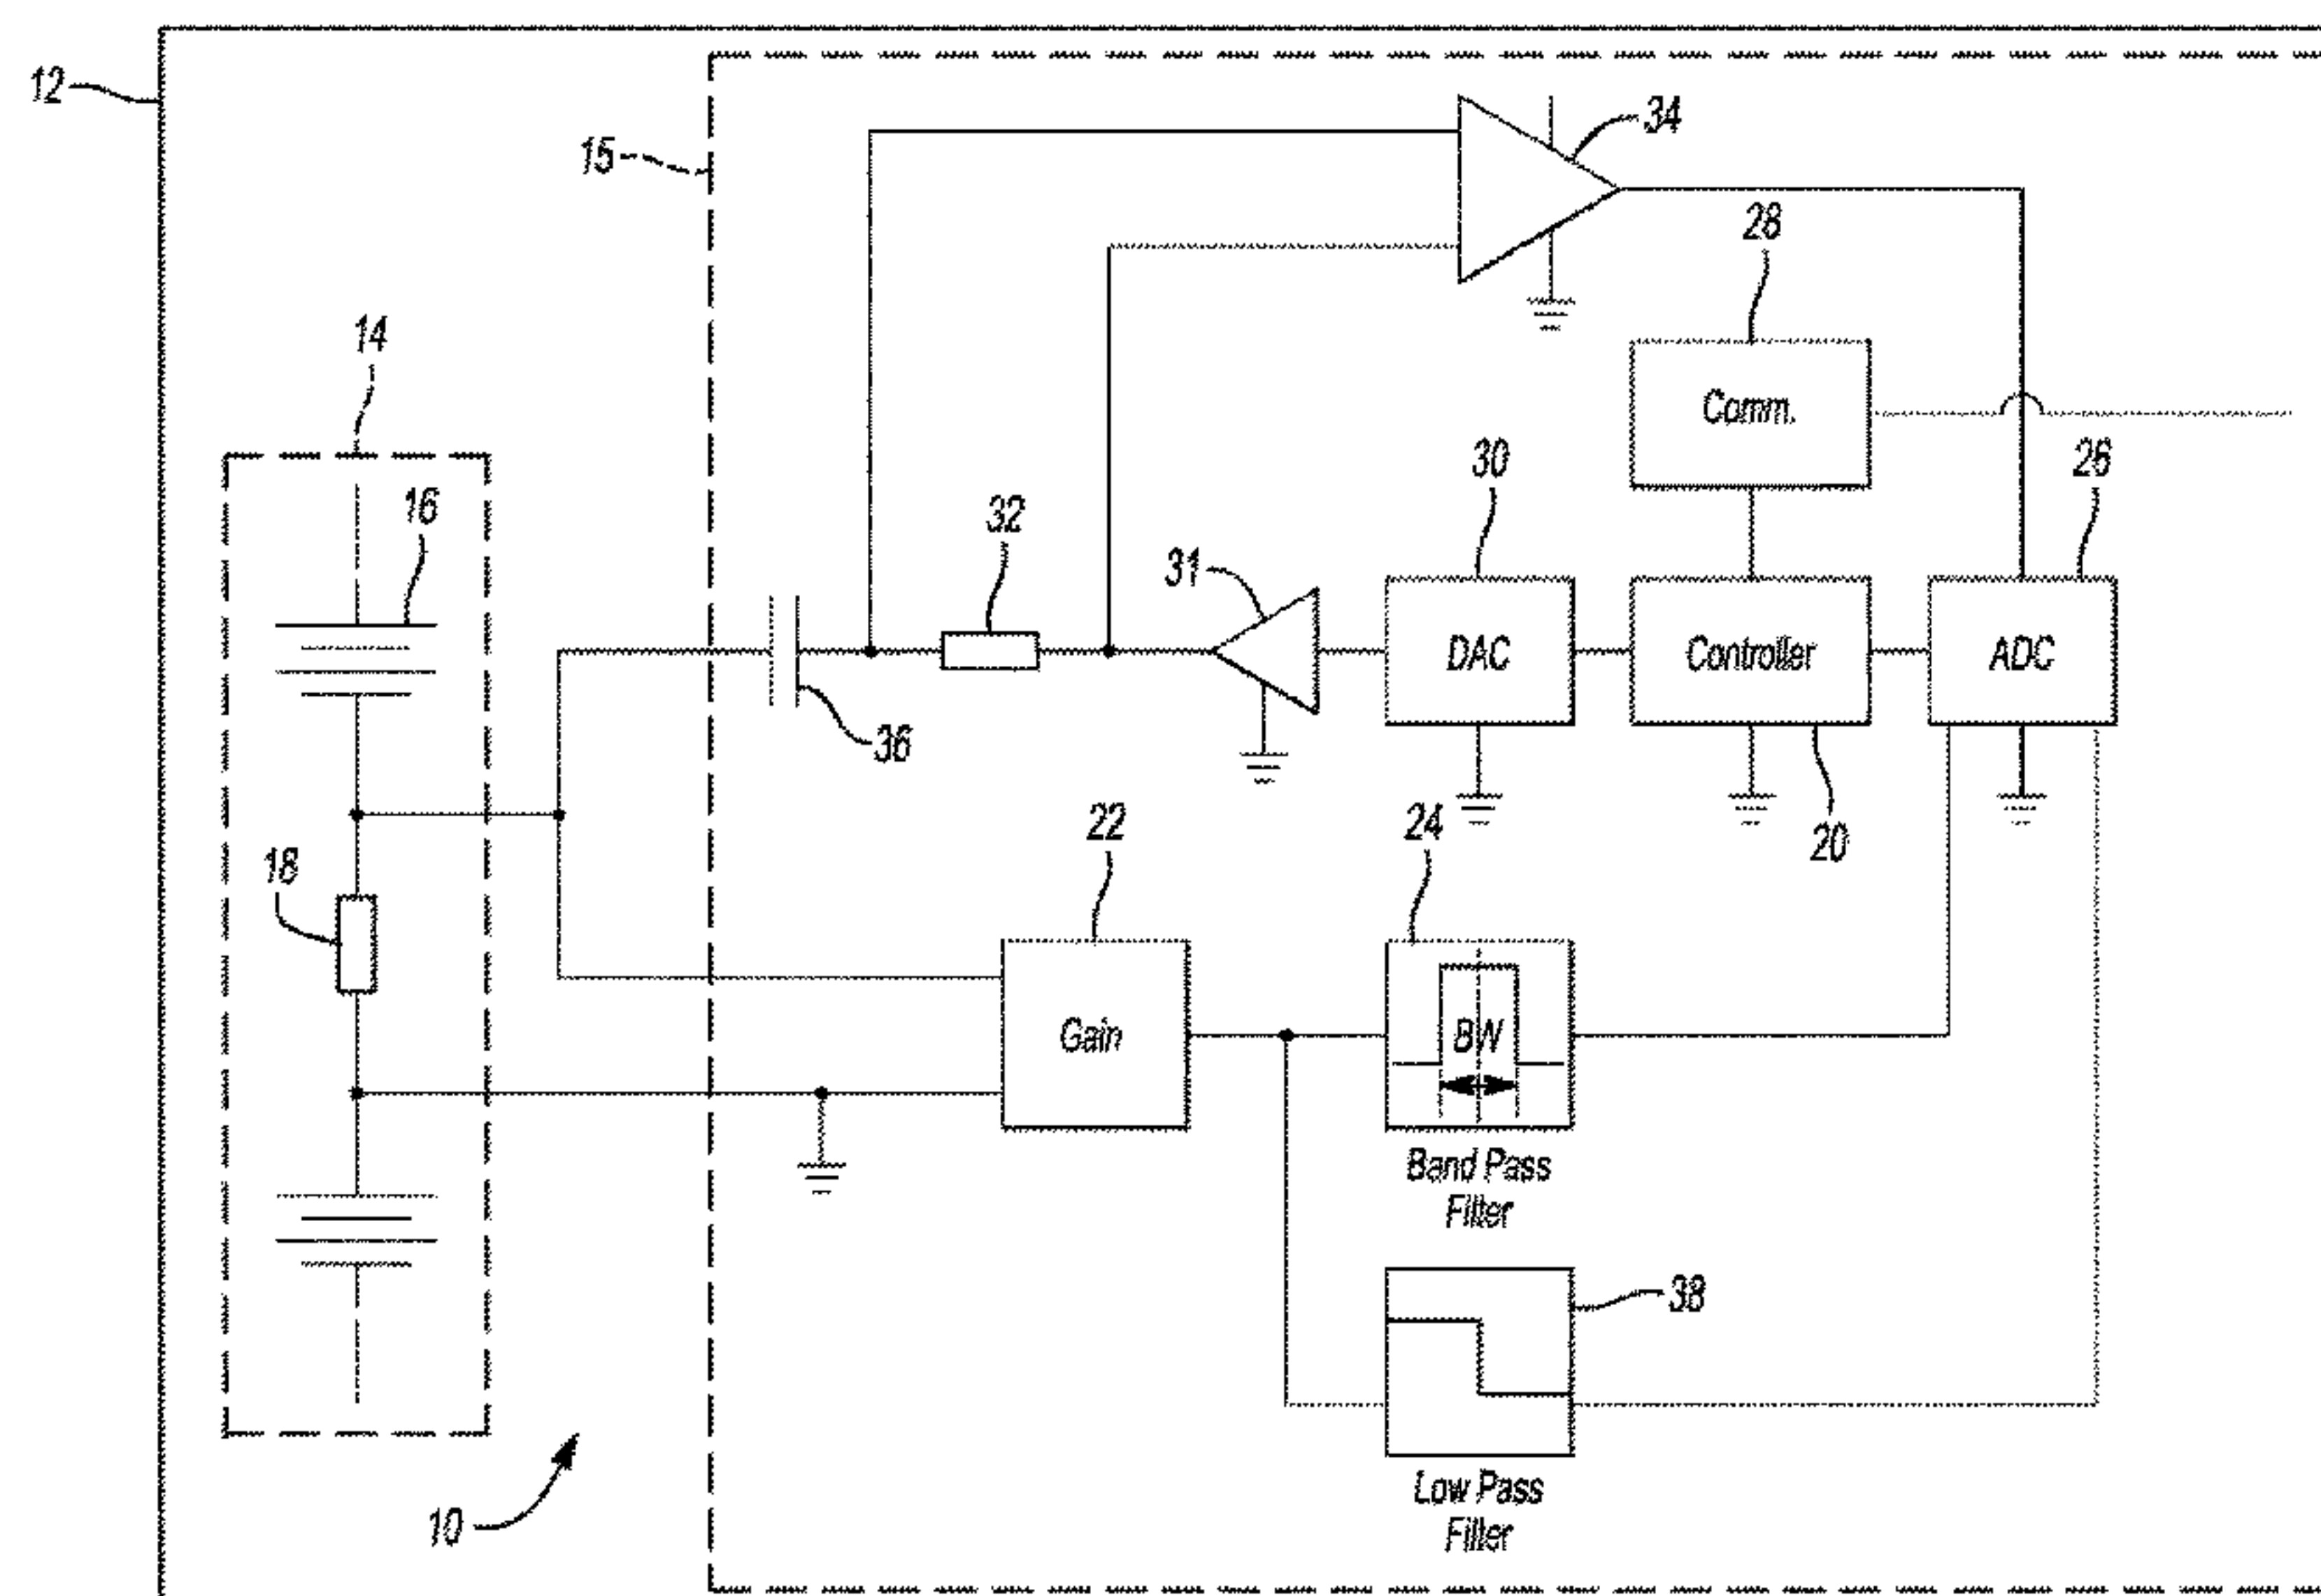 12
15
34
28
14
Comm.
30
26
16
32
31
DAC
Controller
ADC
36
22
24
20
18
Gain
BW
Band Pass
Filter
38
Low Pass
Filter
10